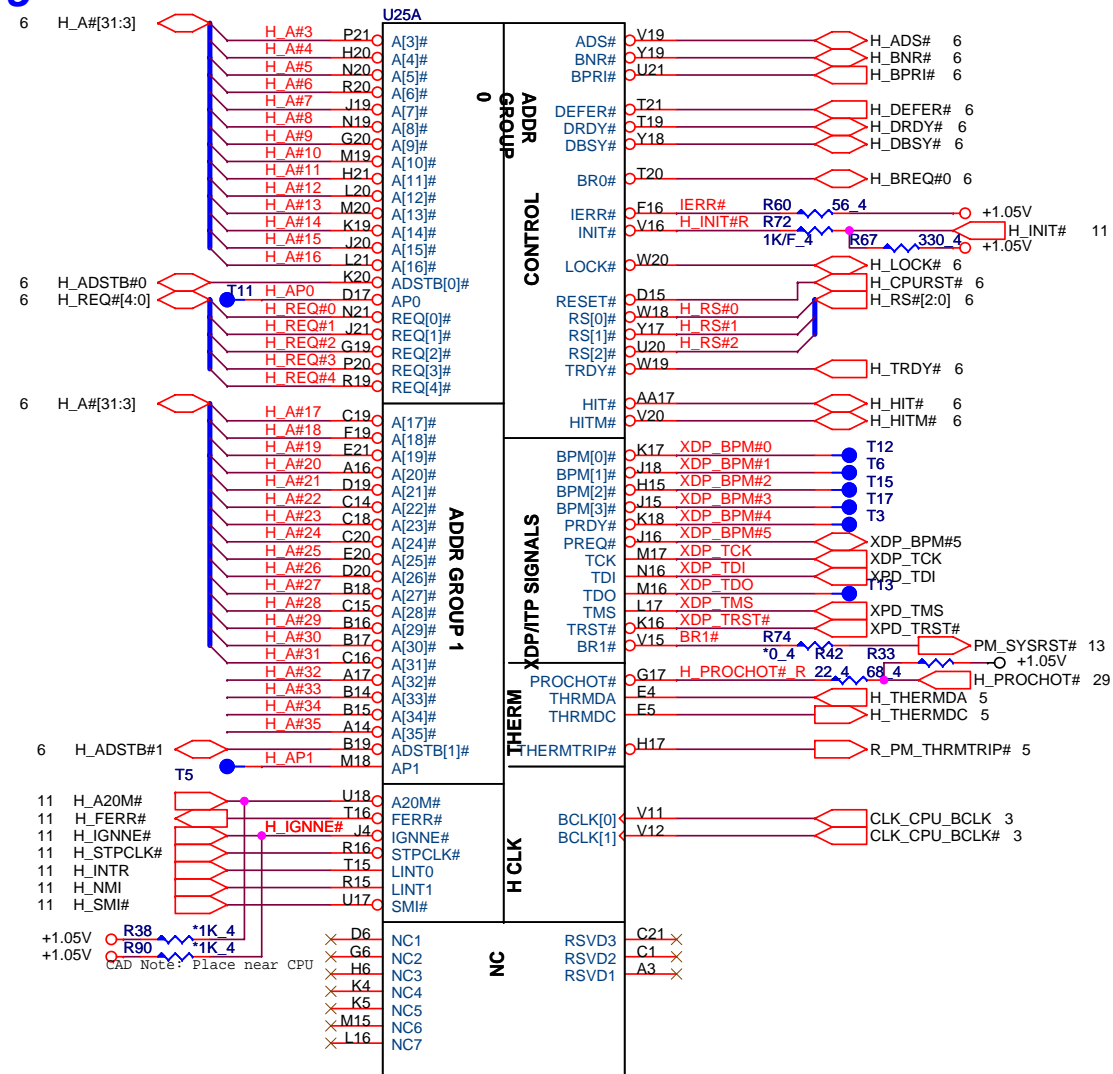 U25A
6 H_A#[31:3]
H_A#3 P21 A[3]#
H_A#4 H20 A[4]#
H_A#5 N20 A[5]#
H_A#6 R20 A[6]#
H_A#7 J19 A[7]#
H_A#8 N19 A[8]#
H_A#9 G20 A[9]#
H_A#10 M19 A[10]#
H_A#11 H21 A[11]#
H_A#12 L20 A[12]#
H_A#13 M20 A[13]#
H_A#14 K19 A[14]#
H_A#15 J20 A[15]#
H_A#16 L21 A[16]#
6 H_ADSTB#0 K20 ADSTB[0]#
6 H_REQ#[4:0]
T11 H_AP0 D17 AP0
H_REQ#0 N21 REQ[0]#
H_REQ#1 J21 REQ[1]#
H_REQ#2 G19 REQ[2]#
H_REQ#3 P20 REQ[3]#
H_REQ#4 R19 REQ[4]#
6 H_A#[31:3]
H_A#17 C19 A[17]#
H_A#18 F19 A[18]#
H_A#19 E21 A[19]#
H_A#20 A16 A[20]#
H_A#21 D19 A[21]#
H_A#22 C14 A[22]#
H_A#23 C18 A[23]#
H_A#24 C20 A[24]#
H_A#25 E20 A[25]#
H_A#26 D20 A[26]#
H_A#27 B18 A[27]#
H_A#28 C15 A[28]#
H_A#29 B16 A[29]#
H_A#30 B17 A[30]#
H_A#31 C16 A[31]#
H_A#32 A17 A[32]#
H_A#33 B14 A[33]#
H_A#34 B15 A[34]#
H_A#35 A14 A[35]#
6 H_ADSTB#1 B19 ADSTB[1]#
T5 H_AP1 M18 AP1
11 H_A20M# U18 A20M#
11 H_FERR# T16 FERR#
11 H_IGNNE# H_IGNNE# J4 IGNNE#
11 H_STPCLK# R16 STPCLK#
11 H_INTR T15 LINT0
11 H_NMI R15 LINT1
11 H_SMI# U17 SMI#
+1.05V R38 *1K_4
+1.05V R90 *1K_4
CAD Note: Place near CPU
D6 NC1
G6 NC2
H6 NC3
K4 NC4
K5 NC5
M15 NC6
L16 NC7
ADDR GROUP 0
CONTROL
ADDR GROUP 1
XDP/ITP SIGNALS
THERM
H CLK
NC
ADS# V19 H_ADS# 6
BNR# Y19 H_BNR# 6
BPRI# U21 H_BPRI# 6
DEFER# T21 H_DEFER# 6
DRDY# T19 H_DRDY# 6
DBSY# Y18 H_DBSY# 6
BR0# T20 H_BREQ#0 6
IERR# F16 IERR# R60 56_4 +1.05V
INIT# V16 H_INIT#R R72 1K/F_4 H_INIT# 11
R67 330_4 +1.05V
LOCK# W20 H_LOCK# 6
RESET# D15 H_CPURST# 6
H_RS#[2:0] 6
RS[0]# W18 H_RS#0
RS[1]# Y17 H_RS#1
RS[2]# U20 H_RS#2
TRDY# W19 H_TRDY# 6
HIT# AA17 H_HIT# 6
HITM# V20 H_HITM# 6
BPM[0]# K17 XDP_BPM#0 T12
BPM[1]# J18 XDP_BPM#1 T6
BPM[2]# H15 XDP_BPM#2 T15
BPM[3]# J15 XDP_BPM#3 T17
PRDY# K18 XDP_BPM#4 T3
PREQ# J16 XDP_BPM#5 XDP_BPM#5
TCK M17 XDP_TCK XDP_TCK
TDI N16 XDP_TDI XPD_TDI
TDO M16 XDP_TDO T13
TMS L17 XDP_TMS XPD_TMS
TRST# K16 XDP_TRST# XPD_TRST#
BR1# V15 BR1# R74 *0_4 PM_SYSRST# 13
R33 68_4 +1.05V
PROCHOT# G17 H_PROCHOT#_R R42 22_4 H_PROCHOT# 29
THRMDA E4 H_THERMDA 5
THRMDC E5 H_THERMDC 5
THERMTRIP# H17 R_PM_THRMTRIP# 5
BCLK[0] V11 CLK_CPU_BCLK 3
BCLK[1] V12 CLK_CPU_BCLK# 3
RSVD3 C21
RSVD2 C1
RSVD1 A3